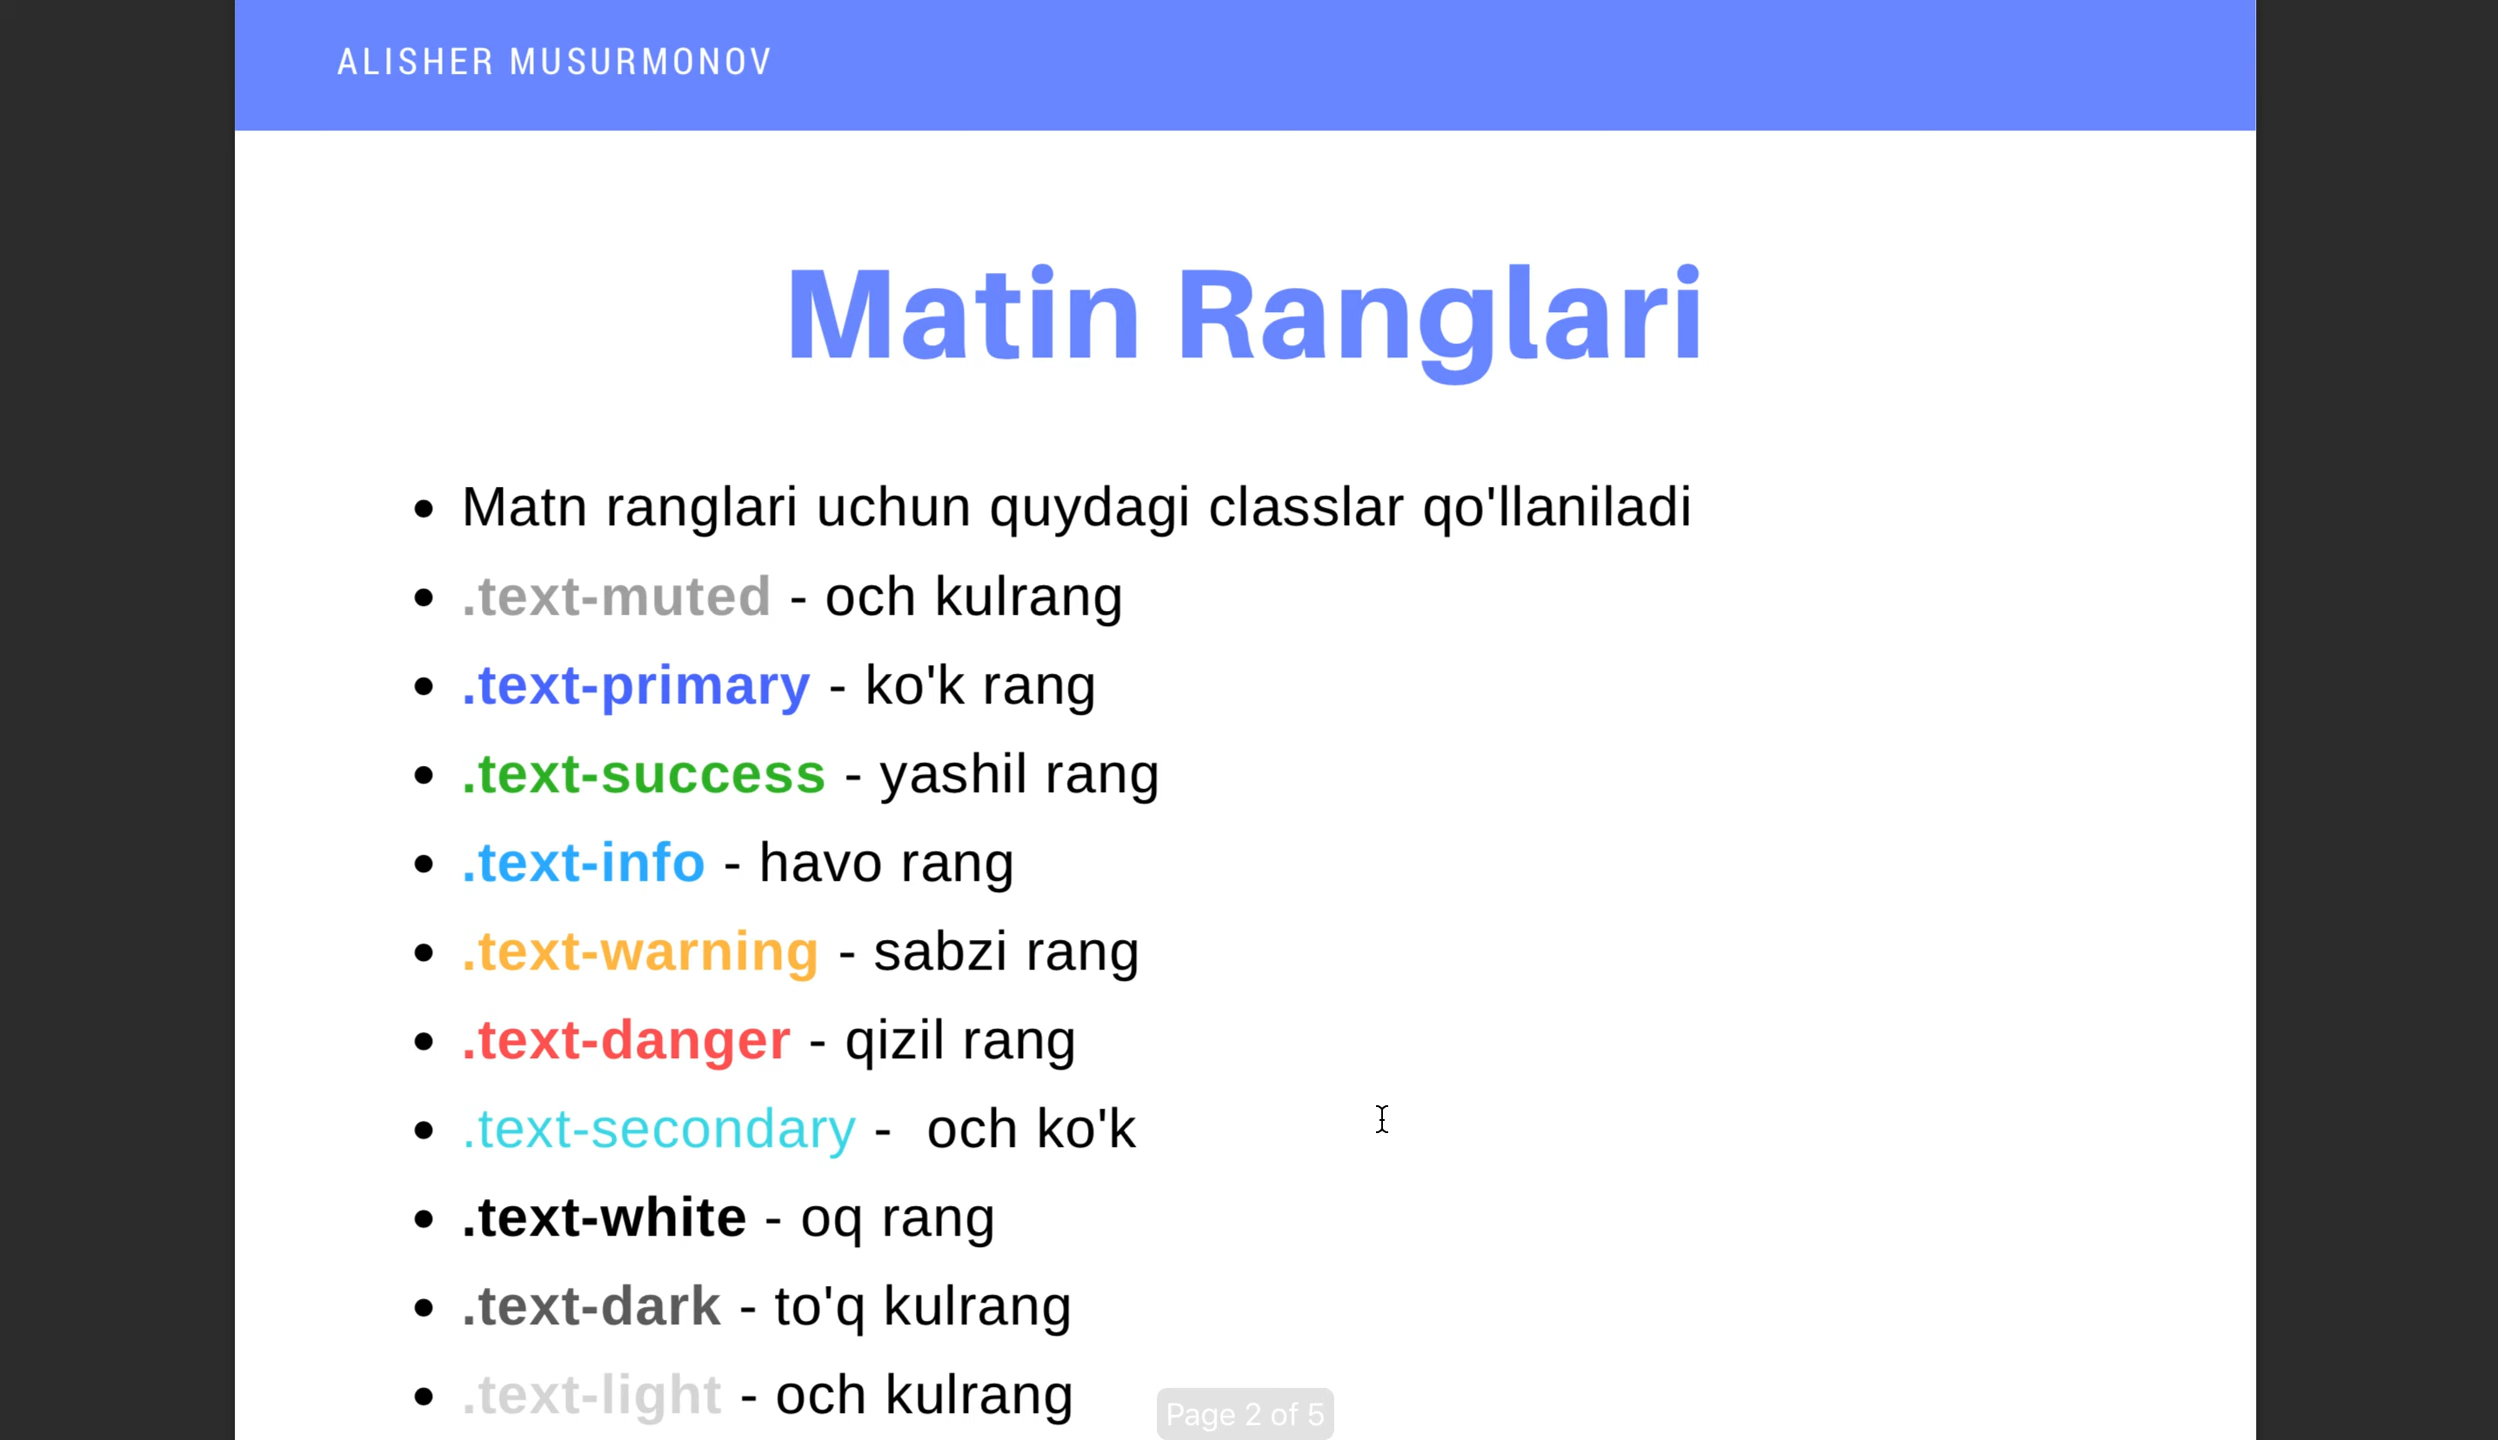 ALISHER MUSURMONOV
Matin Ranglari
• Matn ranglari uchun quydagi classlar qo'llaniladi
• .text-muted - och kulrang
• .text-primary - ko'k rang
• .text-success - yashil rang
• .text-info - havo rang
• .text-warning - sabzi rang
• .text-danger - qizil rang
• .text-secondary -  och ko'k
• .text-white - oq rang
• .text-dark - to'q kulrang
• .text-light - och kulrang
Page 2 of 5